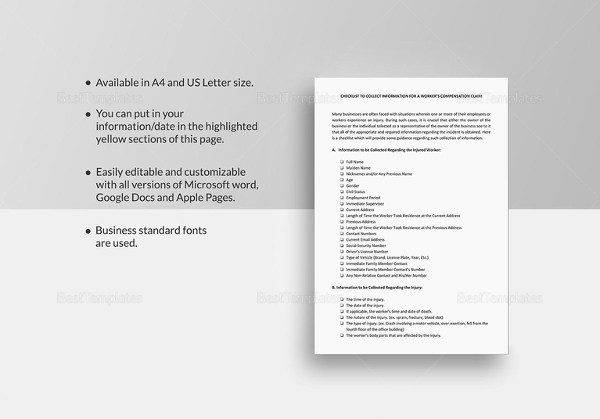 Available in A4 and US Letter size.
You can put in your
information/date in the highlighted
yellow sections of this page.
Easily editable and customizable
with all versions of Microsoft word,
Google Docs and Apple Pages.
Business standard fonts
are used.
CHECKLIST TO COLLECT INFORMATION FOR A WORKER'S COMPENSATION CLAIM
Many businesses are often faced with situations wherein one or more of their employees or
workers experience an injury. During such cases, it is crucial that either the owner of the
business or the individual selected as a representative of the owner of the business see to it
that all of the appropriate and required information regarding the incident is obtained. Here
is a checklist which will provide some guidance regarding such collection of information.
A. Information to be Collected Regarding the Injured Worker:
Full Name
Maiden Name
Nicknames and/or Any Previous Name
Age
Gender
Civil Status
Employment Period
Immediate Supervisor
Current Address
Length of Time the Worker Took Residence at the Current Address
Previous Address
Length of Time the Worker Took Residence at the Current Address
Contact Numbers
Current Email Address
Social Security Number
Driver's License Number
Type of Vehicle (Brand, License Plate, Year, Etc.)
Immediate Family Member Contact
Immediate Family Member Contact's Number
Any Non-Relative Contact and His/Her Number
B. Information to be Collected Regarding the Injury:
The time of the injury.
The date of the injury.
If applicable, the worker's time and date of death.
The nature of the injury. (ex. sprain, fracture, blood clot)
The type of injury. (ex. Crash involving a motor vehicle, over exertion, fell from the
fourth floor of the office building)
The worker's body parts that are affected by the injury.
BestTemplates
BestTemplates
BestTemplates
BestTemplates
BestTemplates
BestTemplates